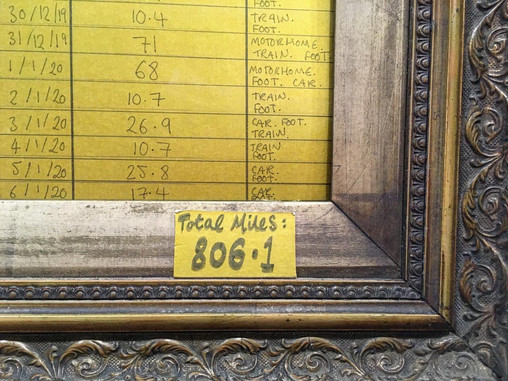 FOOT.
30/12/19 10.4 TRAIN.
FOOT.
31/12/19 71 MOTORHOME.
TRAIN. FOOT
1/1/20 68 MOTORHOME.
FOOT. CAR.
2/1/20 10.7 TRAIN.
FOOT.
3/1/20 26.9 CAR. FOOT.
TRAIN.
4/1/20 10.7 TRAIN
FOOT.
5/1/20 25.8 CAR.
FOOT.
6/1/20 17.4 CAR
Total Miles:
806.1